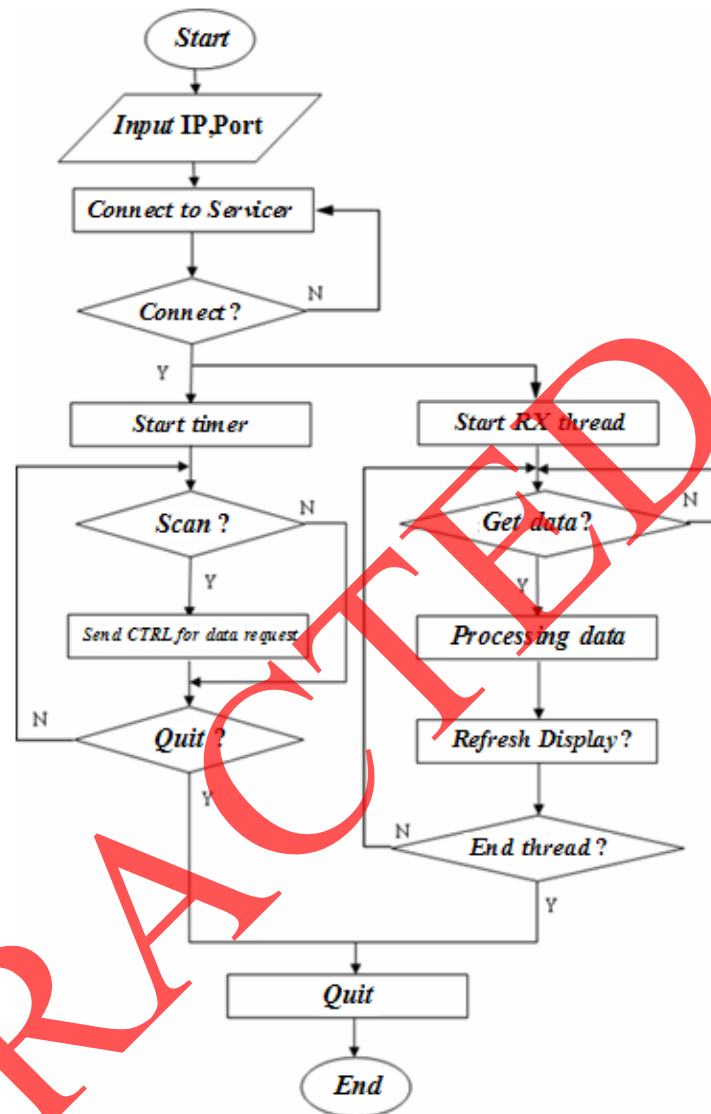 Start
Input IP,Port
Connect to Servicer
Connect?
N
Y
Start timer
Start RX thread
Scan?
N
Get data?
N
Y
Y
Send CTRL for data request
Processing data
N
Quit?
Refresh Display?
Y
N
End thread?
Y
Quit
End
RACTED